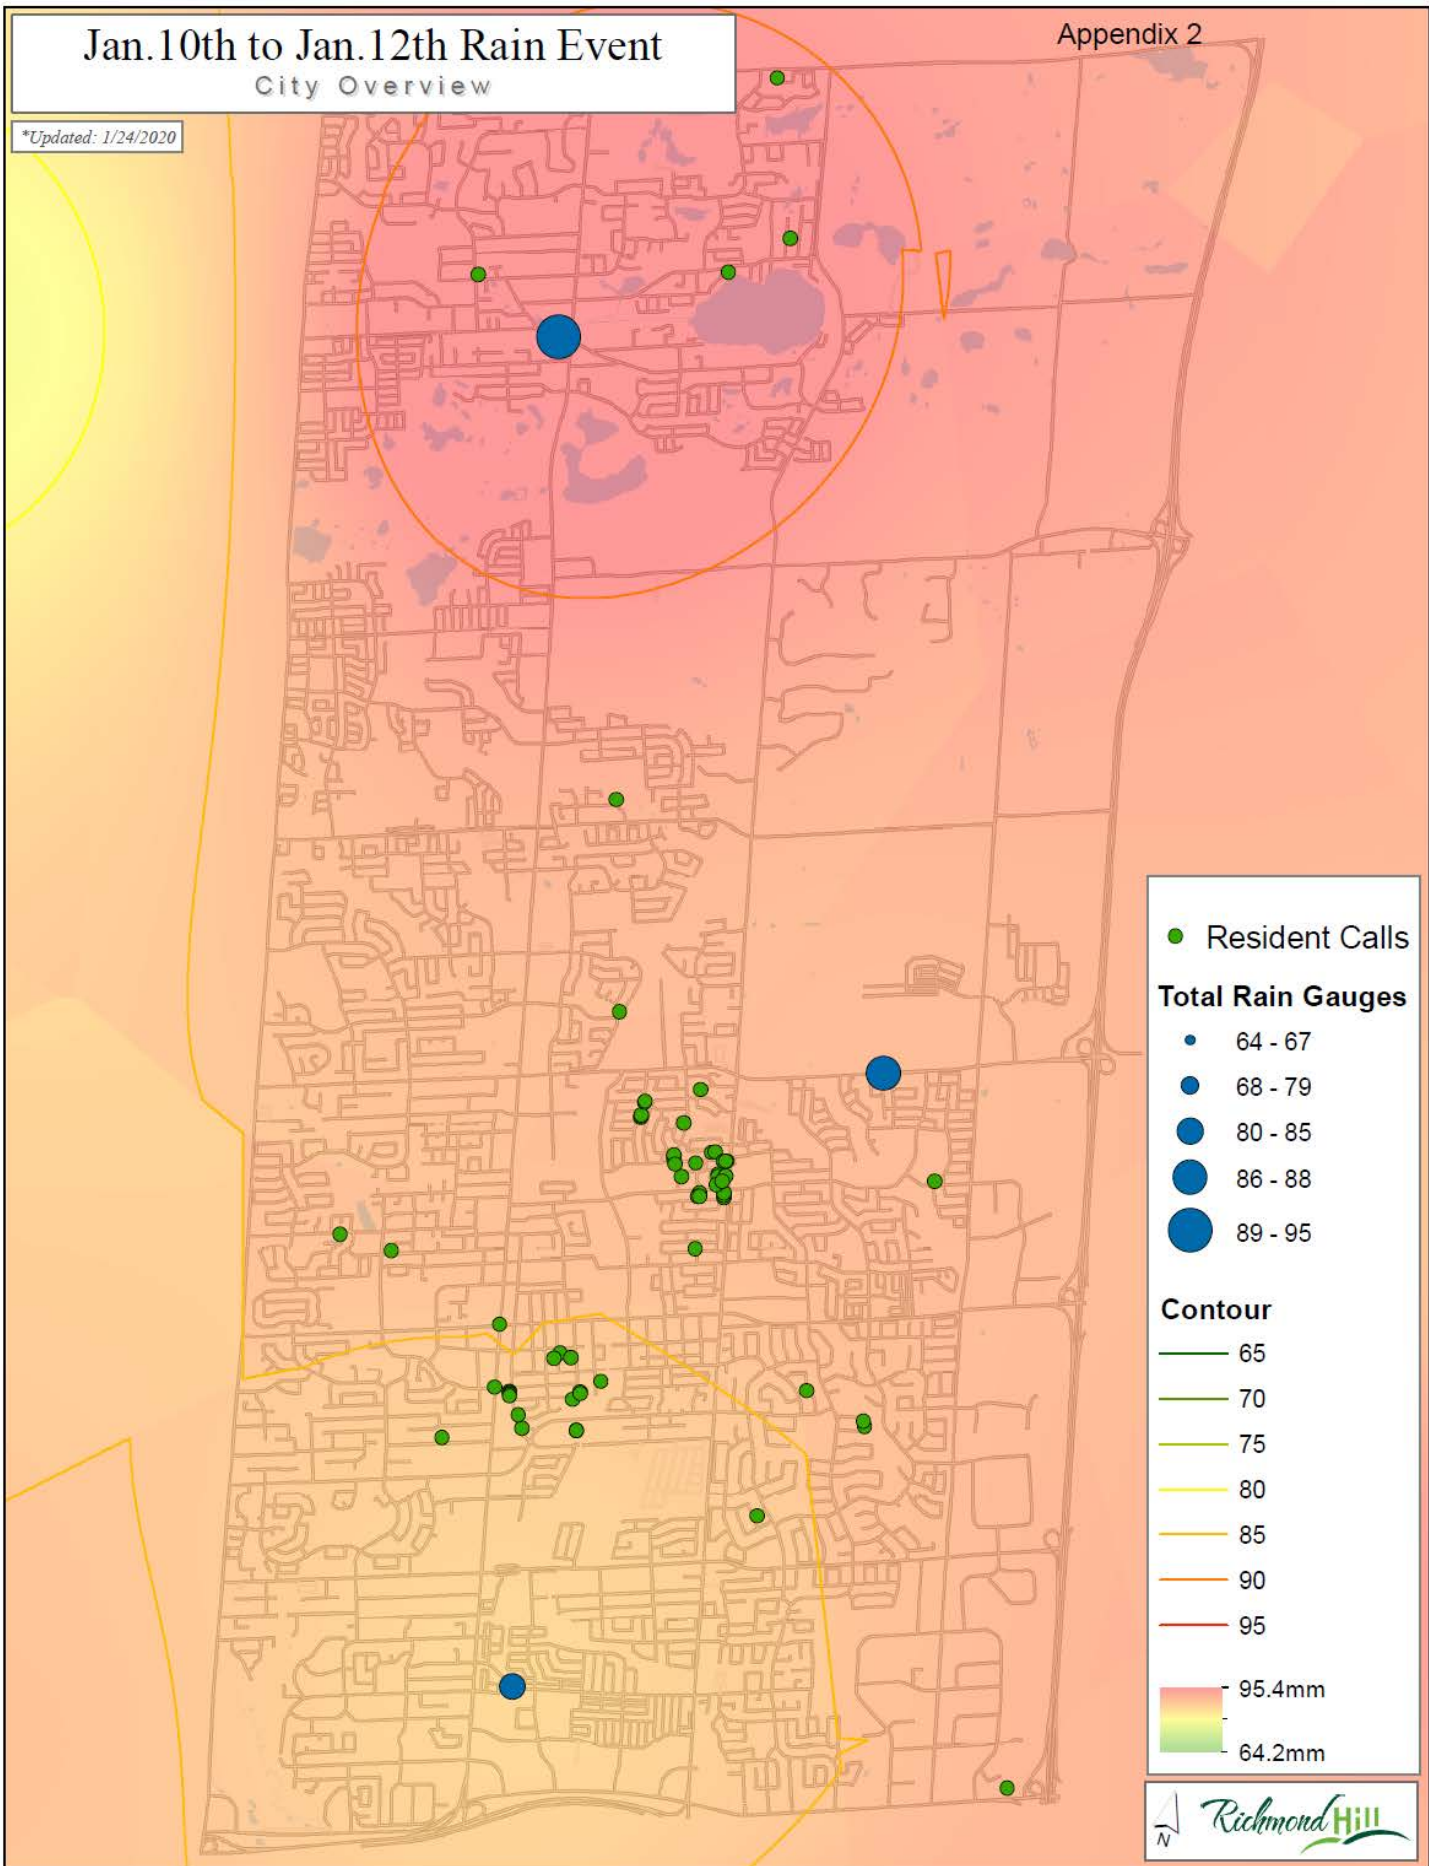 Jan.10th to Jan.12th Rain Event
City Overview
Appendix 2
*Updated: 1/24/2020
Resident Calls
Total Rain Gauges
64 - 67
68 - 79
80 - 85
86 - 88
89 - 95
Contour
65
70
75
80
85
90
95
95.4mm
64.2mm
N
Richmond Hill